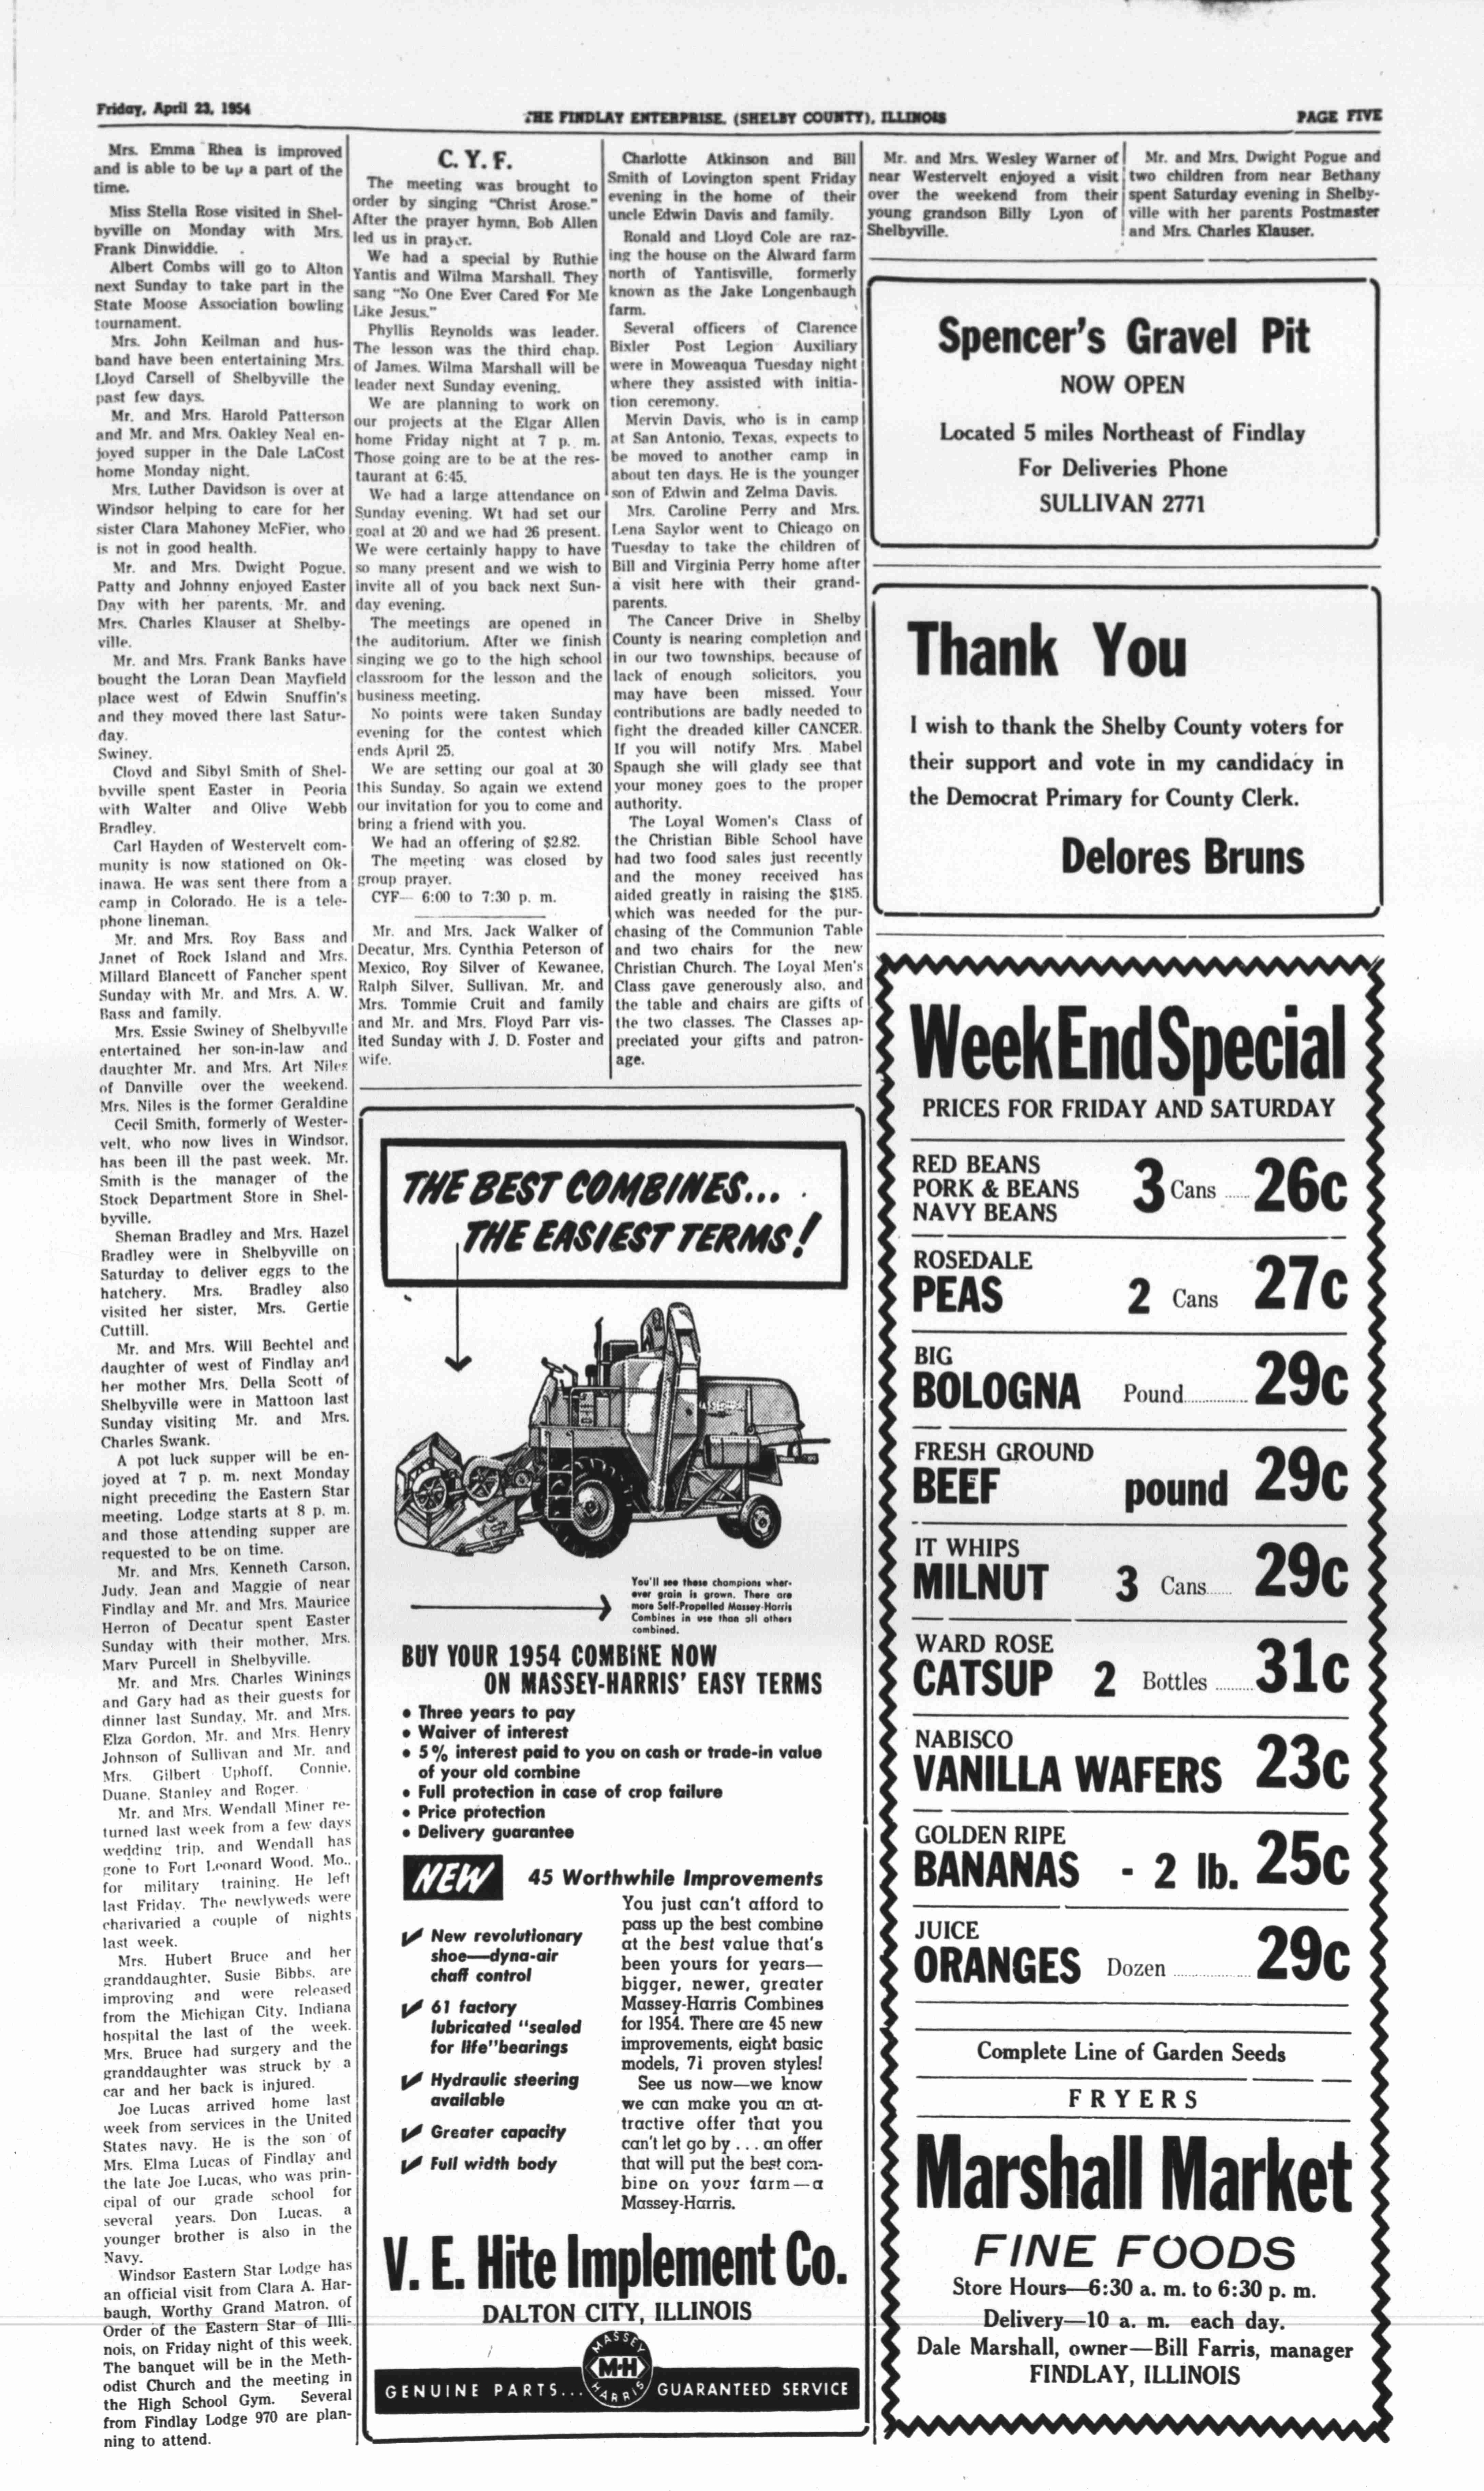 Friday, April 23, 1954
THE FINDLAY ENTERPRISE, (SHELBY COUNTY), ILLINOIS
PAGE FIVE
Mrs. Emma Rhea is improved
and is able to be up a part of the
time.
Miss Stella Rose visited in Shel-
byville on Monday with Mrs.
Frank Dinwiddie.
Albert Combs will go to Alton
next Sunday to take part in the
State Moose Association bowling
tournament.
Mrs. John Keilman and hus-
band have been entertaining Mrs.
Lloyd Carsell of Shelbyville the
past few days.
Mr. and Mrs. Harold Patterson
and Mr. and Mrs. Oakley Neal en-
joyed supper in the Dale LaCost
home Monday night.
Mrs. Luther Davidson is over at
Windsor helping to care for her
sister Clara Mahoney McFier, who
is not in good health.
Mr. and Mrs. Dwight Pogue,
Patty and Johnny enjoyed Easter
Day with her parents, Mr. and
Mrs. Charles Klauser at Shelby-
ville.
Mr. and Mrs. Frank Banks have
bought the Loran Dean Mayfield
place west of Edwin Snuffin's
and they moved there last Satur-
day.
Swiney.
Cloyd and Sibyl Smith of Shel-
byville spent Easter in Peoria
with Walter and Olive Webb
Bradley.
Carl Hayden of Westervelt com-
munity is now stationed on Ok-
inawa. He was sent there from a
camp in Colorado. He is a tele-
phone lineman.
Mr. and Mrs. Roy Bass and
Janet of Rock Island and Mrs.
Millard Blancett of Fancher spent
Sunday with Mr. and Mrs. A. W.
Bass and family.
Mrs. Essie Swiney of Shelbyville
entertained her son-in-law and
daughter Mr. and Mrs. Art Niles
of Danville over the weekend.
Mrs. Niles is the former Geraldine
Cecil Smith, formerly of Wester-
velt, who now lives in Windsor,
has been ill the past week. Mr.
Smith is the manager of the
Stock Department Store in Shel-
byville.
Sheman Bradley and Mrs. Hazel
Bradley were in Shelbyville on
Saturday to deliver eggs to the
hatchery. Mrs. Bradley also
visited her sister, Mrs. Gertie
Cuttill.
Mr. and Mrs. Will Bechtel and
daughter of west of Findlay and
her mother Mrs. Della Scott of
Shelbyville were in Mattoon last
Sunday visiting Mr. and Mrs.
Charles Swank.
A pot luck supper will be en-
joyed at 7 p. m. next Monday
night preceding the Eastern Star
meeting. Lodge starts at 8 p. m.
and those attending supper are
requested to be on time.
Mr. and Mrs. Kenneth Carson,
Judy, Jean and Maggie of near
Findlay and Mr. and Mrs. Maurice
Herron of Decatur spent Easter
Sunday with their mother, Mrs.
Mary Purcell in Shelbyville.
Mr. and Mrs. Charles Winings
and Gary had as their guests for
dinner last Sunday, Mr. and Mrs.
Elza Gordon, Mr. and Mrs. Henry
Johnson of Sullivan and Mr. and
Mrs. Gilbert Uphoff, Connie,
Duane, Stanley and Roger.
Mr. and Mrs. Wendall Miner re-
turned last week from a few days
wedding trip, and Wendall has
gone to Fort Leonard Wood, Mo.,
for military training. He left
last Friday. The newlyweds were
charivaried a couple of nights
last week.
Mrs. Hubert Bruce and her
granddaughter, Susie Bibbs, are
improving and were released
from the Michigan City, Indiana
hospital the last of the week.
Mrs. Bruce had surgery and the
granddaughter was struck by a
car and her back is injured.
Joe Lucas arrived home last
week from services in the United
States navy. He is the son of
Mrs. Elma Lucas of Findlay and
the late Joe Lucas, who was prin-
cipal of our grade school for
several years. Don Lucas, a
younger brother is also in the
Navy.
Windsor Eastern Star Lodge has
an official visit from Clara A. Har-
baugh, Worthy Grand Matron, of
Order of the Eastern Star of Illi-
nois, on Friday night of this week.
The banquet will be in the Meth-
odist Church and the meeting in
the High School Gym. Several
from Findlay Lodge 970 are plan-
ning to attend.
C. Y. F.
The meeting was brought to
order by singing "Christ Arose."
After the prayer hymn, Bob Allen
led us in prayer.
We had a special by Ruthie
Yantis and Wilma Marshall. They
sang "No One Ever Cared For Me
Like Jesus."
Phyllis Reynolds was leader.
The lesson was the third chap.
of James. Wilma Marshall will be
leader next Sunday evening.
We are planning to work on
our projects at the Elgar Allen
home Friday night at 7 p. m.
Those going are to be at the res-
taurant at 6:45.
We had a large attendance on
Sunday evening. Wt had set our
goal at 20 and we had 26 present.
We were certainly happy to have
so many present and we wish to
invite all of you back next Sun-
day evening.
The meetings are opened in
the auditorium. After we finish
singing we go to the high school
classroom for the lesson and the
business meeting.
No points were taken Sunday
evening for the contest which
ends April 25.
We are setting our goal at 30
this Sunday. So again we extend
our invitation for you to come and
bring a friend with you.
We had an offering of $2.82.
The meeting was closed by
group prayer.
CYF— 6:00 to 7:30 p. m.
Mr. and Mrs. Jack Walker of
Decatur, Mrs. Cynthia Peterson of
Mexico, Roy Silver of Kewanee,
Ralph Silver, Sullivan, Mr. and
Mrs. Tommie Cruit and family
and Mr. and Mrs. Floyd Parr vis-
ited Sunday with J. D. Foster and
wife.
Charlotte Atkinson and Bill
Smith of Lovington spent Friday
evening in the home of their
uncle Edwin Davis and family.
Ronald and Lloyd Cole are raz-
ing the house on the Alward farm
north of Yantisville, formerly
known as the Jake Longenbaugh
farm.
Several officers of Clarence
Bixler Post Legion Auxiliary
were in Moweaqua Tuesday night
where they assisted with initia-
tion ceremony.
Mervin Davis, who is in camp
at San Antonio, Texas, expects to
be moved to another camp in
about ten days. He is the younger
son of Edwin and Zelma Davis.
Mrs. Caroline Perry and Mrs.
Lena Saylor went to Chicago on
Tuesday to take the children of
Bill and Virginia Perry home after
a visit here with their grand-
parents.
The Cancer Drive in Shelby
County is nearing completion and
in our two townships, because of
lack of enough solicitors, you
may have been missed. Your
contributions are badly needed to
fight the dreaded killer CANCER.
If you will notify Mrs. Mabel
Spaugh she will glady see that
your money goes to the proper
authority.
The Loyal Women's Class of
the Christian Bible School have
had two food sales just recently
and the money received has
aided greatly in raising the $185.
which was needed for the pur-
chasing of the Communion Table
and two chairs for the new
Christian Church. The Loyal Men's
Class gave generously also, and
the table and chairs are gifts of
the two classes. The Classes ap-
preciated your gifts and patron-
age.
Mr. and Mrs. Wesley Warner of
near Westervelt enjoyed a visit
over the weekend from their
young grandson Billy Lyon of
Shelbyville.
Mr. and Mrs. Dwight Pogue and
two children from near Bethany
spent Saturday evening in Shelby-
ville with her parents Postmaster
and Mrs. Charles Klauser.
THE BEST COMBINES...
THE EASIEST TERMS!
MASSEY-HARRIS
You'll see these champions wher-
ever grain is grown. There are
more Self-Propelled Massey-Harris
Combines in use than all others
combined.
BUY YOUR 1954 COMBINE NOW
ON MASSEY-HARRIS' EASY TERMS
• Three years to pay
• Waiver of interest
• 5% interest paid to you on cash or trade-in value
of your old combine
• Full protection in case of crop failure
• Price protection
• Delivery guarantee
NEW 45 Worthwhile Improvements
✔ New revolutionary
shoe—dyna-air
chaff control
✔ 61 factory
lubricated "sealed
for life"bearings
✔ Hydraulic steering
available
✔ Greater capacity
✔ Full width body
You just can't afford to
pass up the best combine
at the best value that's
been yours for years—
bigger, newer, greater
Massey-Harris Combines
for 1954. There are 45 new
improvements, eight basic
models, 71 proven styles!
See us now—we know
we can make you an at-
tractive offer that you
can't let go by . . . an offer
that will put the best com-
bine on your farm—a
Massey-Harris.
V. E. Hite Implement Co.
DALTON CITY, ILLINOIS
GENUINE PARTS... MASSEY M-H HARRIS GUARANTEED SERVICE
Spencer's Gravel Pit
NOW OPEN
Located 5 miles Northeast of Findlay
For Deliveries Phone
SULLIVAN 2771
Thank You
I wish to thank the Shelby County voters for
their support and vote in my candidacy in
the Democrat Primary for County Clerk.
Delores Bruns
Week End Special
PRICES FOR FRIDAY AND SATURDAY
RED BEANS
PORK & BEANS 3 Cans ...... 26c
NAVY BEANS
ROSEDALE
PEAS 2 Cans 27c
BIG
BOLOGNA Pound............... 29c
FRESH GROUND
BEEF pound 29c
IT WHIPS
MILNUT 3 Cans...... 29c
WARD ROSE
CATSUP 2 Bottles ......... 31c
NABISCO
VANILLA WAFERS 23c
GOLDEN RIPE
BANANAS - 2 lb. 25c
JUICE
ORANGES Dozen .................. 29c
Complete Line of Garden Seeds
FRYERS
Marshall Market
FINE FOODS
Store Hours—6:30 a. m. to 6:30 p. m.
Delivery—10 a. m. each day.
Dale Marshall, owner—Bill Farris, manager
FINDLAY, ILLINOIS